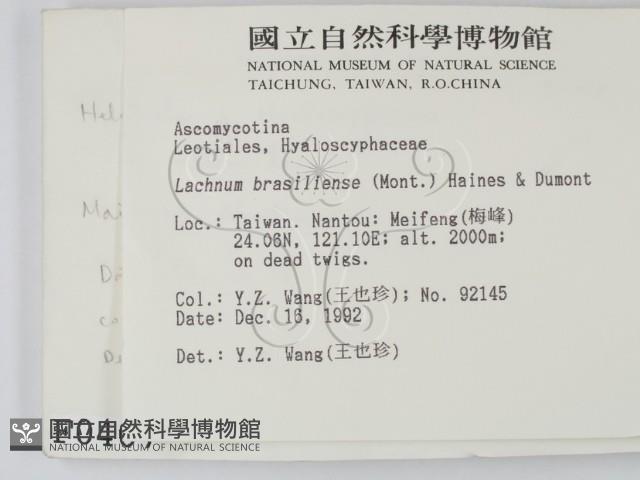 國立自然科學博物館
NATIONAL MUSEUM OF NATURAL SCIENCE
TAICHUNG, TAIWAN, R.O.CHINA
Ascomycotina
Leotiales, Hyaloscyphaceae
Lachnum brasiliense (Mont.) Haines & Dumont
Loc.: Taiwan. Nantou: Meifeng(梅峰)
24.06N, 121.10E; alt. 2000m;
on dead twigs.
Col.: Y.Z. Wang(王也珍); No. 92145
Date: Dec. 16, 1992
Det.: Y.Z. Wang(王也珍)
國立自然科學博物館
NATIONAL MUSEUM OF NATURAL SCIENCE